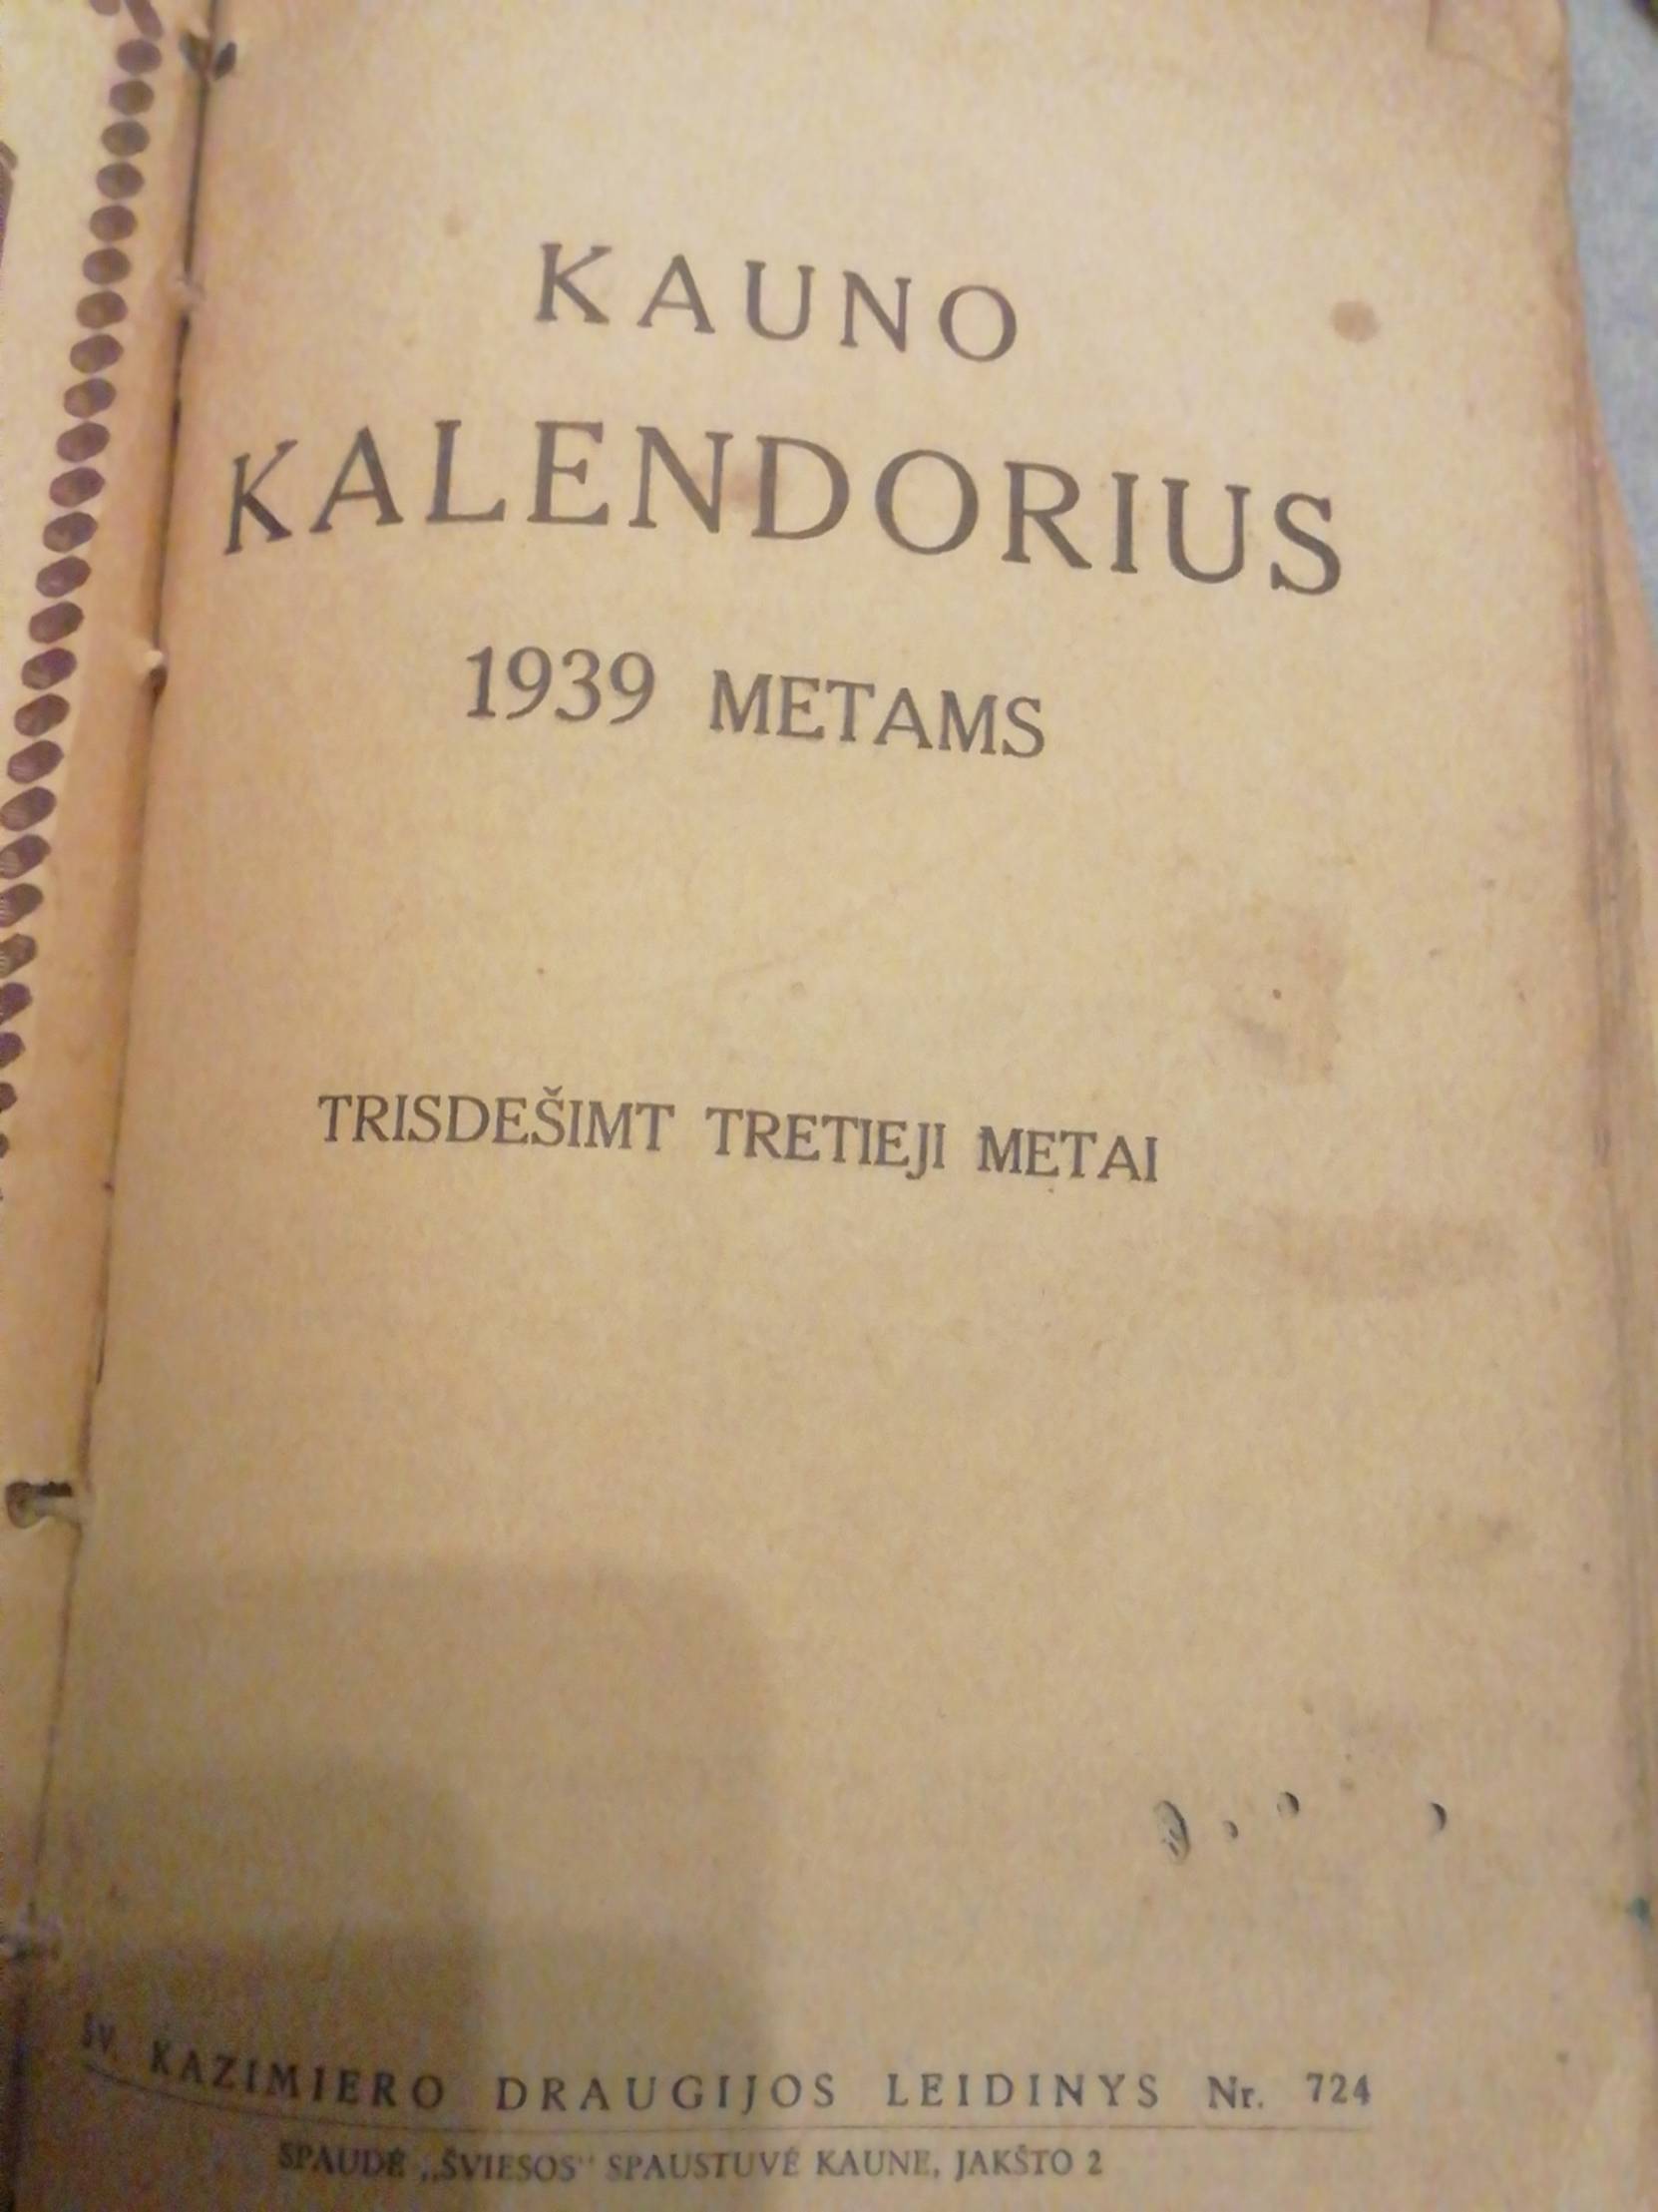 KAUNO
KALENDORIUS
1939 METAMS
TRISDEŠIMT TRETIEJI METAI
ŠV. KAZIMIERO DRAUGIJOS LEIDINYS Nr. 724
SPAUDĖ „ŠVIESOS“ SPAUSTUVĖ KAUNE, JAKŠTO 2